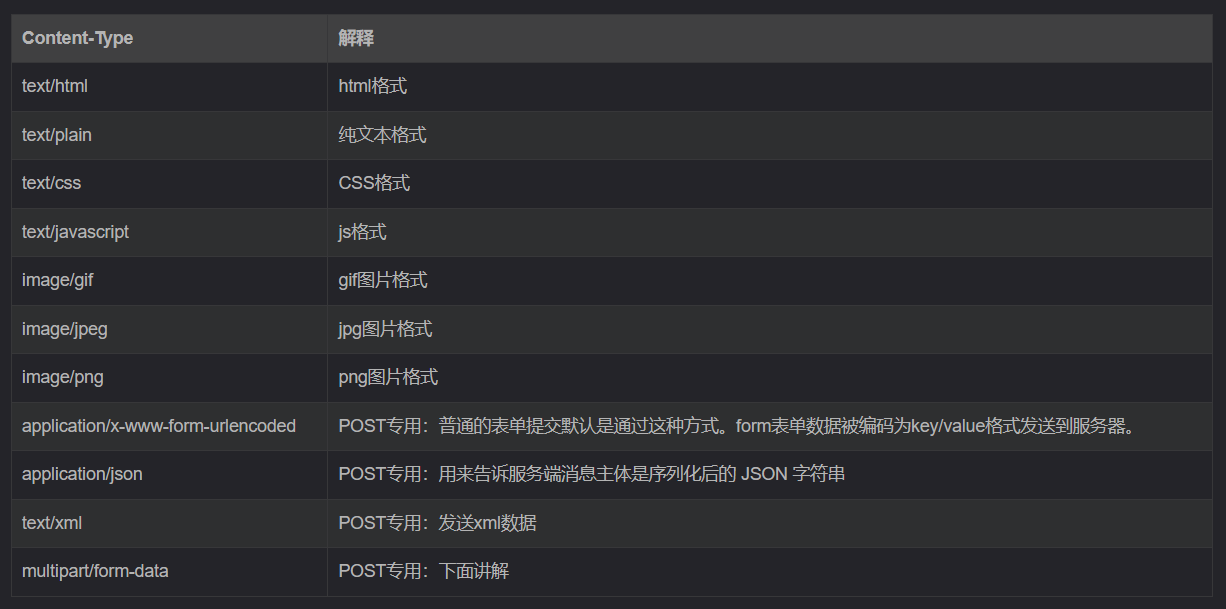 Content-Type 解释
text/html html格式
text/plain 纯文本格式
text/css CSS格式
text/javascript js格式
image/gif gif图片格式
image/jpeg jpg图片格式
image/png png图片格式
application/x-www-form-urlencoded POST专用：普通的表单提交默认是通过这种方式。form表单数据被编码为key/value格式发送到服务器。
application/json POST专用：用来告诉服务端消息主体是序列化后的 JSON 字符串
text/xml POST专用：发送xml数据
multipart/form-data POST专用：下面讲解